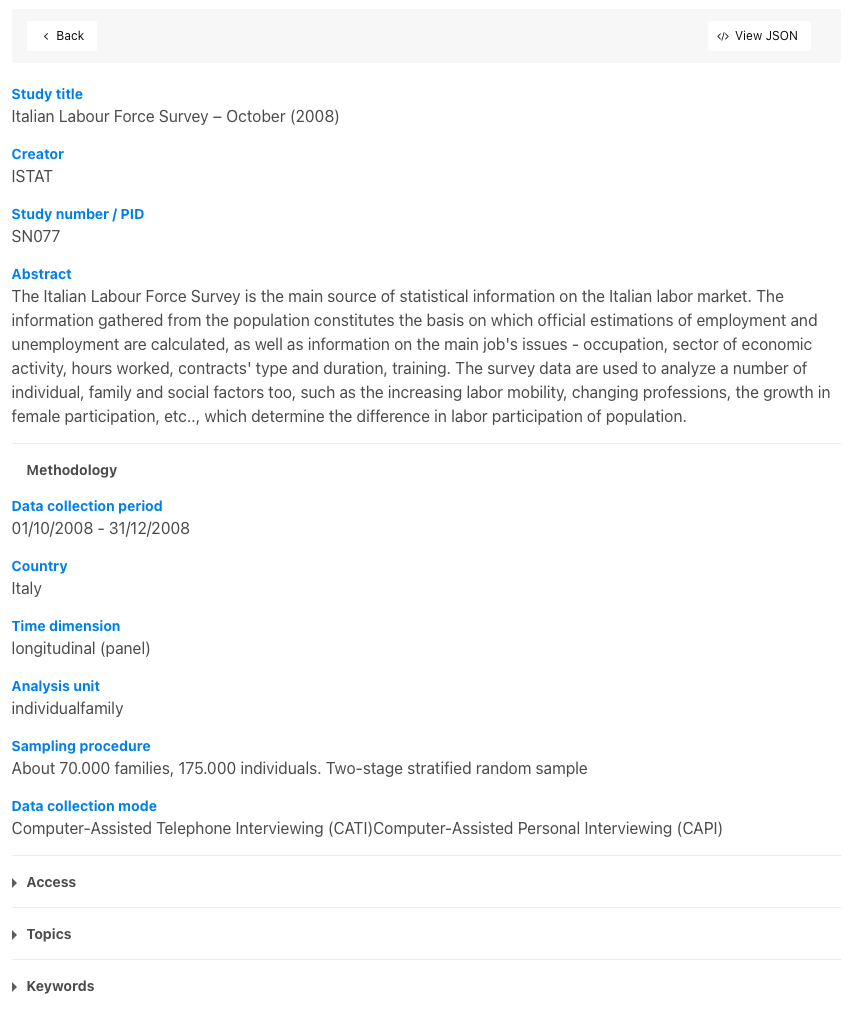 Back
View JSON
Study title
Italian Labour Force Survey – October (2008)
Creator
ISTAT
Study number / PID
SN077
Abstract
The Italian Labour Force Survey is the main source of statistical information on the Italian labor market. The
information gathered from the population constitutes the basis on which official estimations of employment and
unemployment are calculated, as well as information on the main job's issues - occupation, sector of economic
activity, hours worked, contracts' type and duration, training. The survey data are used to analyze a number of
individual, family and social factors too, such as the increasing labor mobility, changing professions, the growth in
female participation, etc.., which determine the difference in labor participation of population.
Methodology
Data collection period
01/10/2008 - 31/12/2008
Country
Italy
Time dimension
longitudinal (panel)
Analysis unit
individualfamily
Sampling procedure
About 70.000 families, 175.000 individuals. Two-stage stratified random sample
Data collection mode
Computer-Assisted Telephone Interviewing (CATI)Computer-Assisted Personal Interviewing (CAPI)
Access
Topics
Keywords